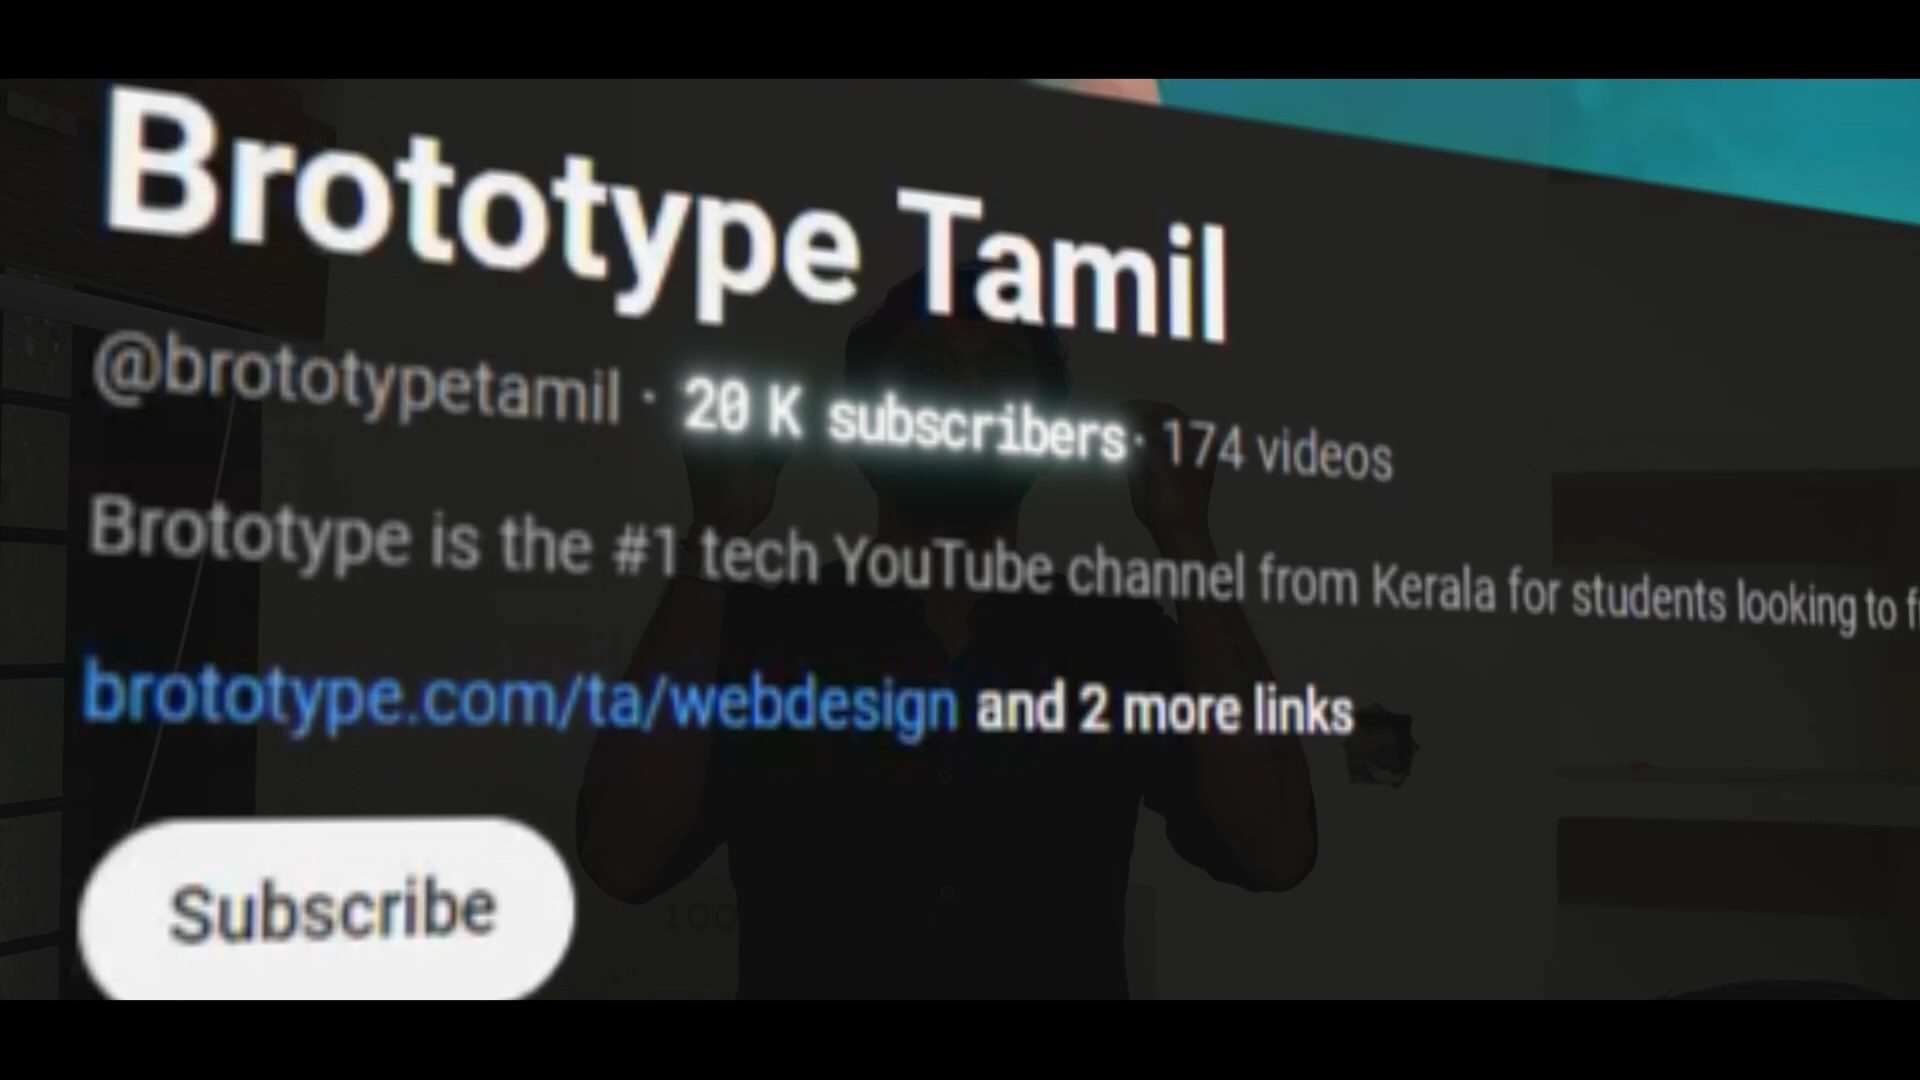 Brototype Tamil
@brototypetamil · 20 K subscribers · 174 videos
Brototype is the #1 tech YouTube channel from Kerala for students looking to
brototype.com/ta/webdesign and 2 more links
Subscribe